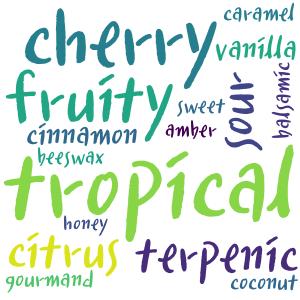 caramel
cherry
vanilla
fruity
sweet
sour
balsamic
cinnamon
amber
beeswax
tropical
honey
citrus
terpenic
gourmand
coconut